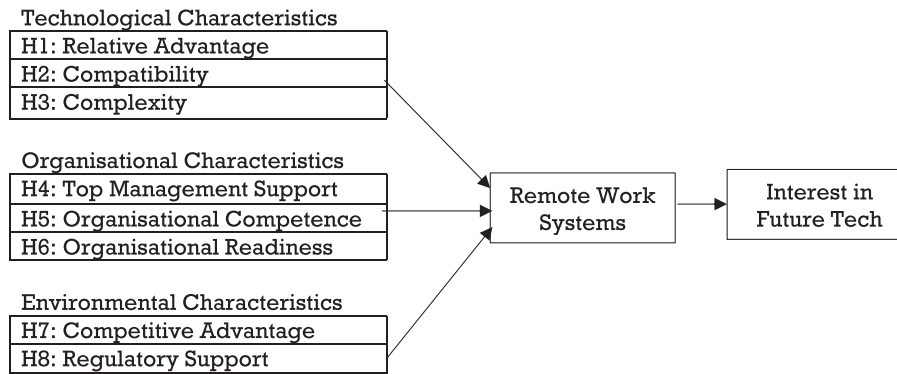 Technological Characteristics
H1: Relative Advantage
H2: Compatibility
H3: Complexity
Organisational Characteristics
H4: Top Management Support
H5: Organisational Competence
H6: Organisational Readiness
Environmental Characteristics
H7: Competitive Advantage
H8: Regulatory Support
Remote Work
Systems
Interest in
Future Tech